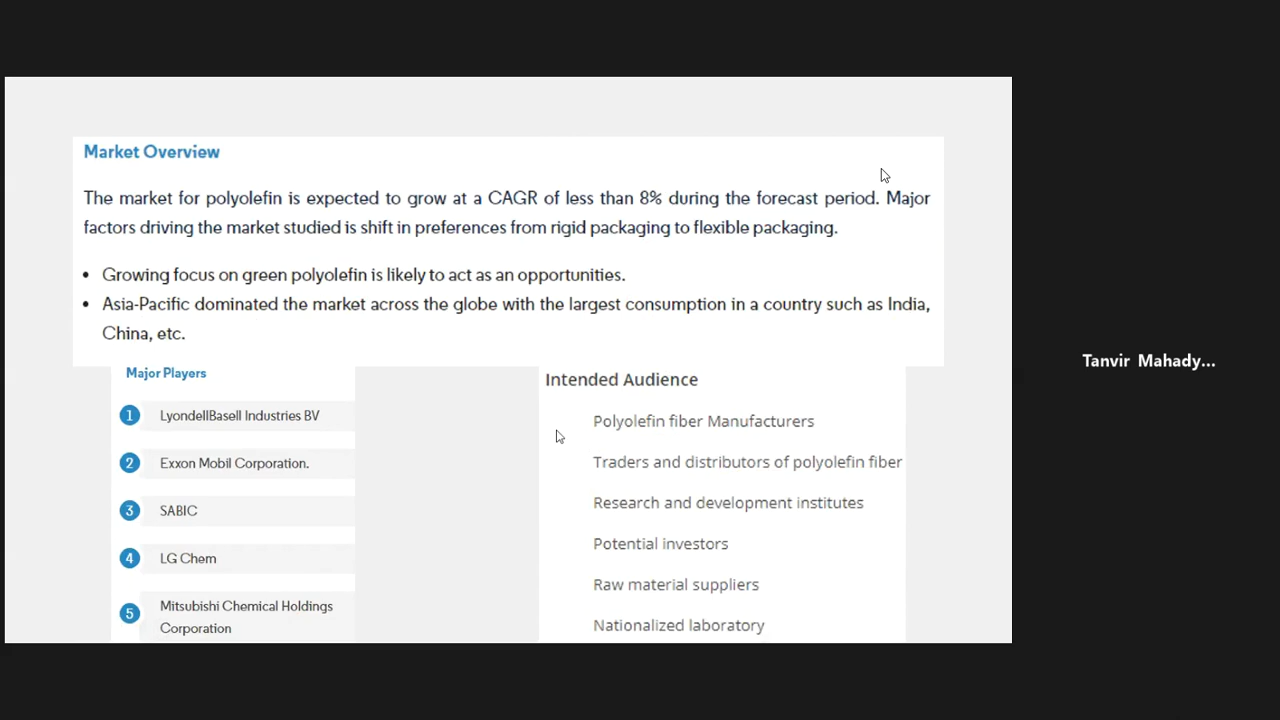 Market Overview
The market for polyolefin is expected to grow at a CAGR of less than 8% during the forecast period. Major
factors driving the market studied is shift in preferences from rigid packaging to flexible packaging.
• Growing focus on green polyolefin is likely to act as an opportunities.
• Asia-Pacific dominated the market across the globe with the largest consumption in a country such as India,
China, etc.
Major Players
1 LyondellBasell Industries BV
2 Exxon Mobil Corporation.
3 SABIC
4 LG Chem
5 Mitsubishi Chemical Holdings
Corporation
Intended Audience
Polyolefin fiber Manufacturers
Traders and distributors of polyolefin fiber
Research and development institutes
Potential investors
Raw material suppliers
Nationalized laboratory
Tanvir Mahady...